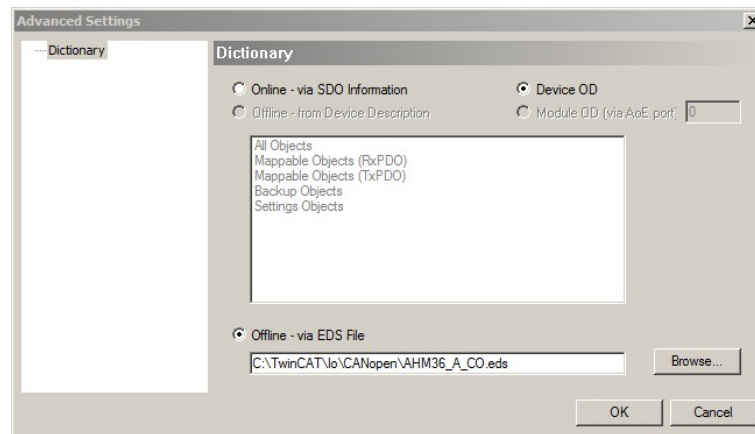 Advanced Settings
Dictionary
Dictionary
Online - via SDO Information
Device OD
Offline - from Device Description
Module OD (via AoE port)
0
All Objects
Mappable Objects (RxPDO)
Mappable Objects (TxPDO)
Backup Objects
Settings Objects
Offline - via EDS File
C:\TwinCAT\Io\CANopen\AHM36_A_CO.eds
Browse...
OK
Cancel